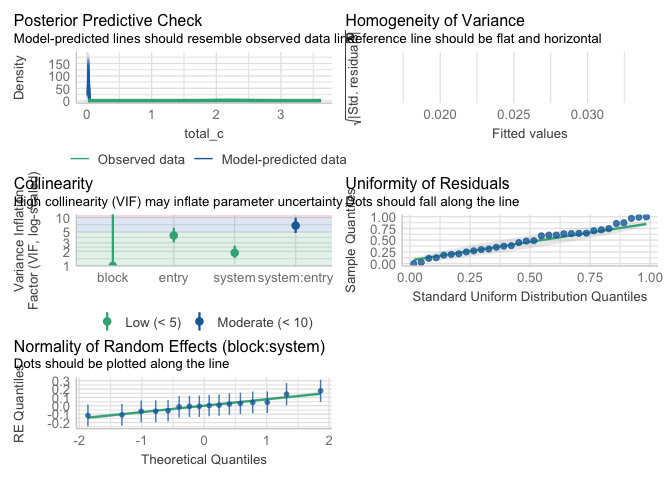 Posterior Predictive Check
Model-predicted lines should resemble observed data line
Density
150
100
50
0
0 1 2 3
total_c
Observed data Model-predicted data
Homogeneity of Variance
Reference line should be flat and horizontal
√|Std. residuals|
0.020 0.025 0.030
Fitted values
Collinearity
High collinearity (VIF) may inflate parameter uncertainty
Variance Inflation
Factor (VIF, log-scaled)
10
5
3
2
1
block entry system system:entry
Low (< 5) Moderate (< 10)
Uniformity of Residuals
Dots should fall along the line
Sample Quantiles
1.00
0.75
0.50
0.25
0.00
0.00 0.25 0.50 0.75 1.00
Standard Uniform Distribution Quantiles
Normality of Random Effects (block:system)
Dots should be plotted along the line
RE Quantiles
0.3
0.2
0.1
0.0
-0.1
-0.2
-2 -1 0 1 2
Theoretical Quantiles